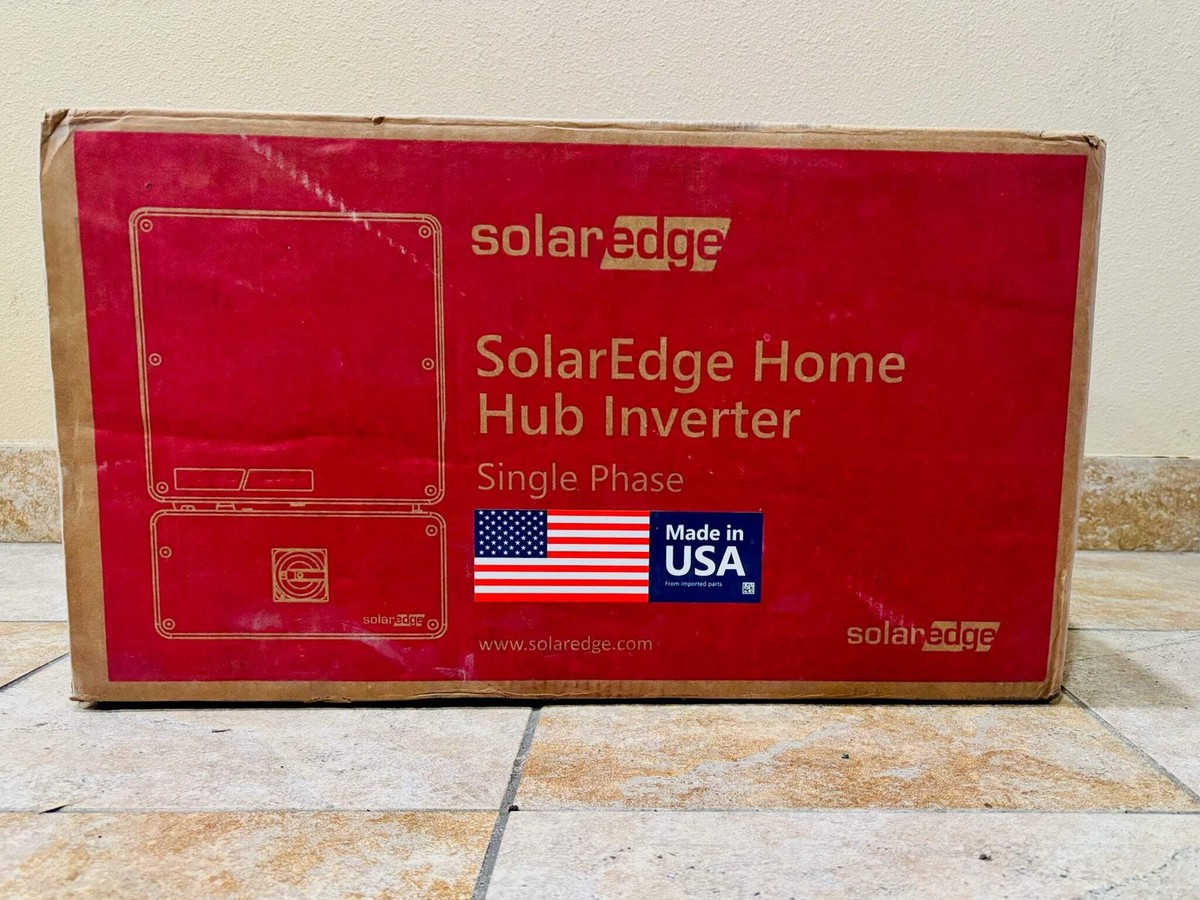 solaredge
SolarEdge Home
Hub Inverter
Single Phase
Made in
USA
From imported parts
www.solaredge.com
solaredge
solaredge